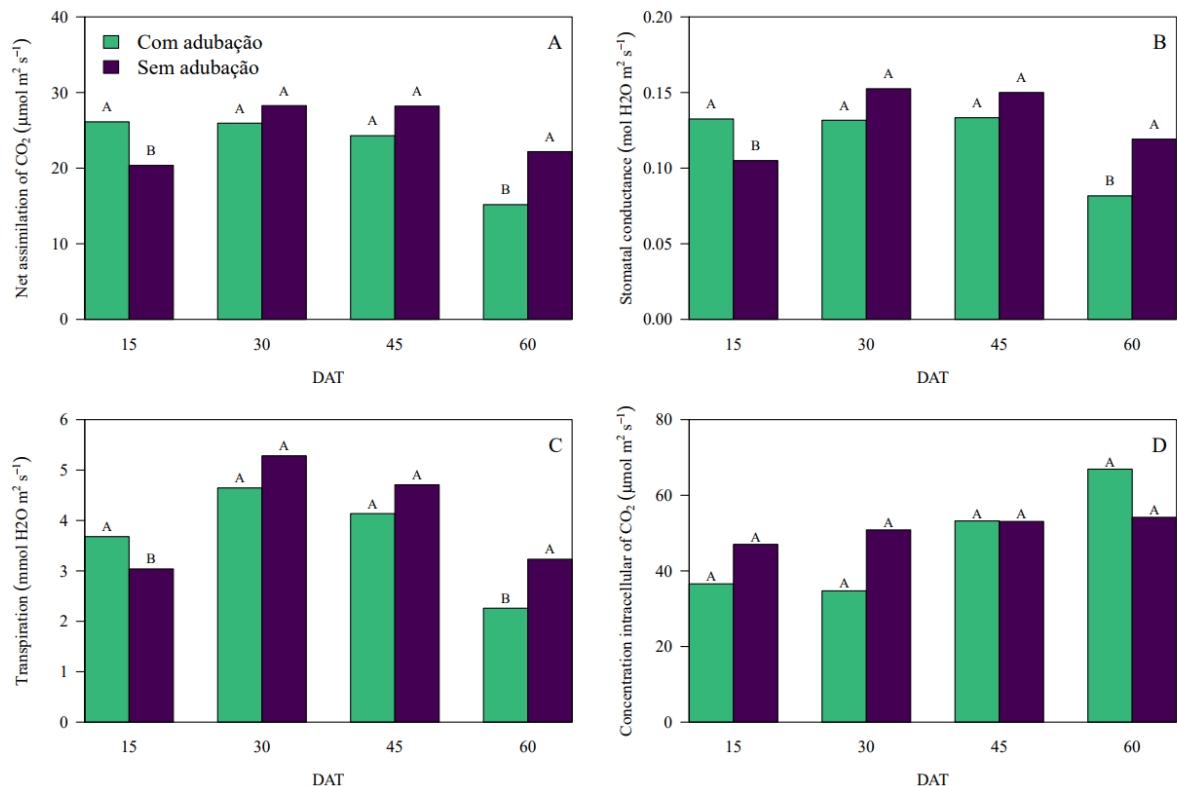 Net assimilation of CO₂ (μmol m² s⁻¹)
40
30
20
10
0
Com adubação
Sem adubação
A
A
B
A
A
A
A
B
A
15
30
45
60
DAT
Stomatal conductance (mol H2O m² s⁻¹)
0.20
0.15
0.10
0.05
0.00
B
A
B
A
A
A
A
B
A
15
30
45
60
DAT
Transpiration (mmol H2O m² s⁻¹)
6
5
4
3
2
1
0
C
A
B
A
A
A
A
B
A
15
30
45
60
DAT
Concentration intracellular of CO₂ (μmol m² s⁻¹)
80
60
40
20
0
D
A
A
A
A
A
A
A
A
15
30
45
60
DAT